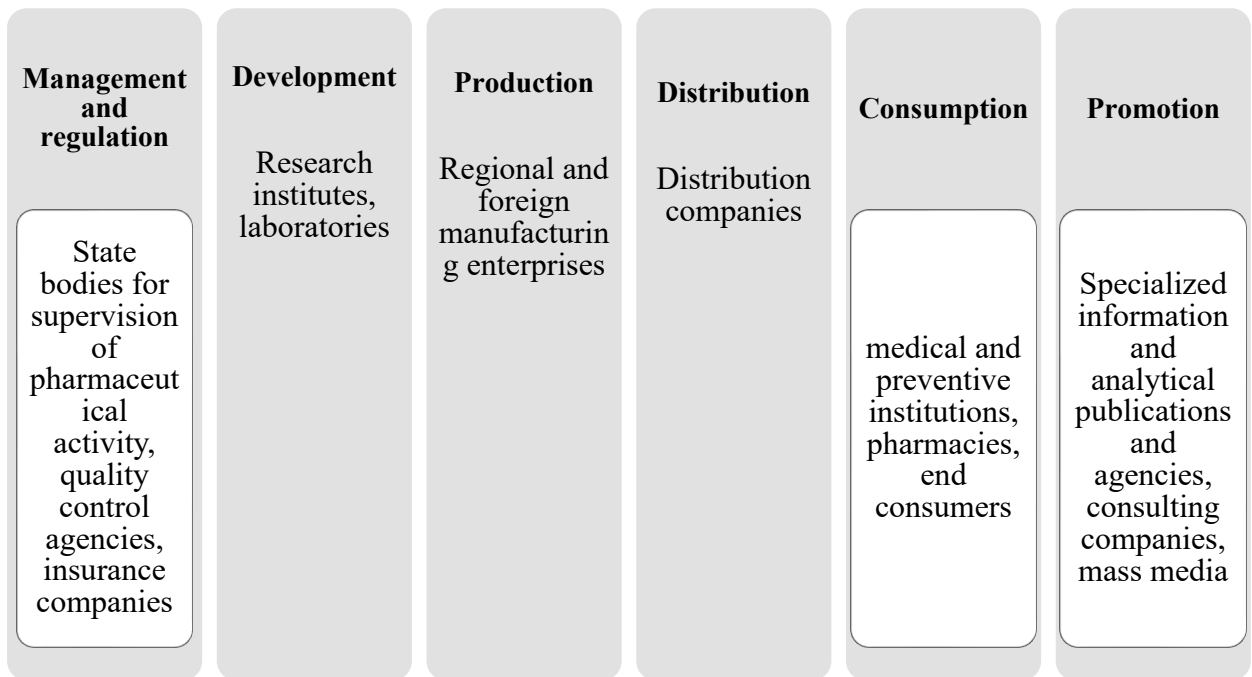 Management
and
regulation
State
bodies for
supervision
of
pharmaceut
ical
activity,
quality
control
agencies,
insurance
companies
Development
Research
institutes,
laboratories
Production
Regional and
foreign
manufacturin
g enterprises
Distribution
Distribution
companies
Consumption
medical and
preventive
institutions,
pharmacies,
end
consumers
Promotion
Specialized
information
and
analytical
publications
and
agencies,
consulting
companies,
mass media